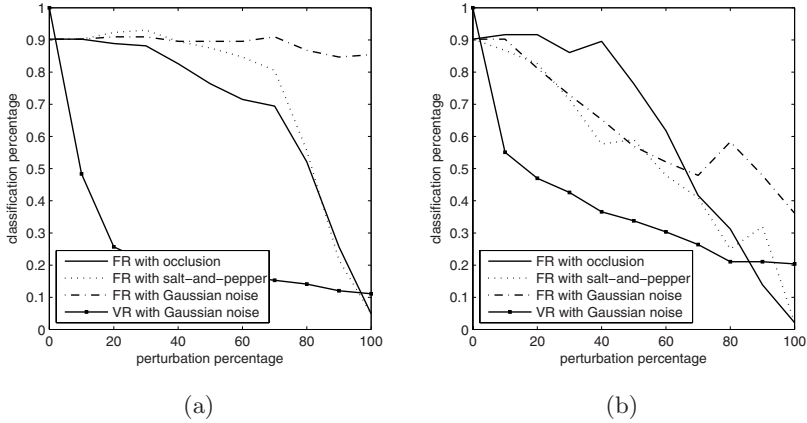 1
0.9
0.8
0.7
0.6
0.5
0.4
0.3
0.2
0.1
0
classification percentage
FR with occlusion
FR with salt−and−pepper
FR with Gaussian noise
VR with Gaussian noise
0 20 40 60 80 100
perturbation percentage
(a)
1
0.9
0.8
0.7
0.6
0.5
0.4
0.3
0.2
0.1
0
classification percentage
FR with occlusion
FR with salt−and−pepper
FR with Gaussian noise
VR with Gaussian noise
0 20 40 60 80 100
perturbation percentage
(b)